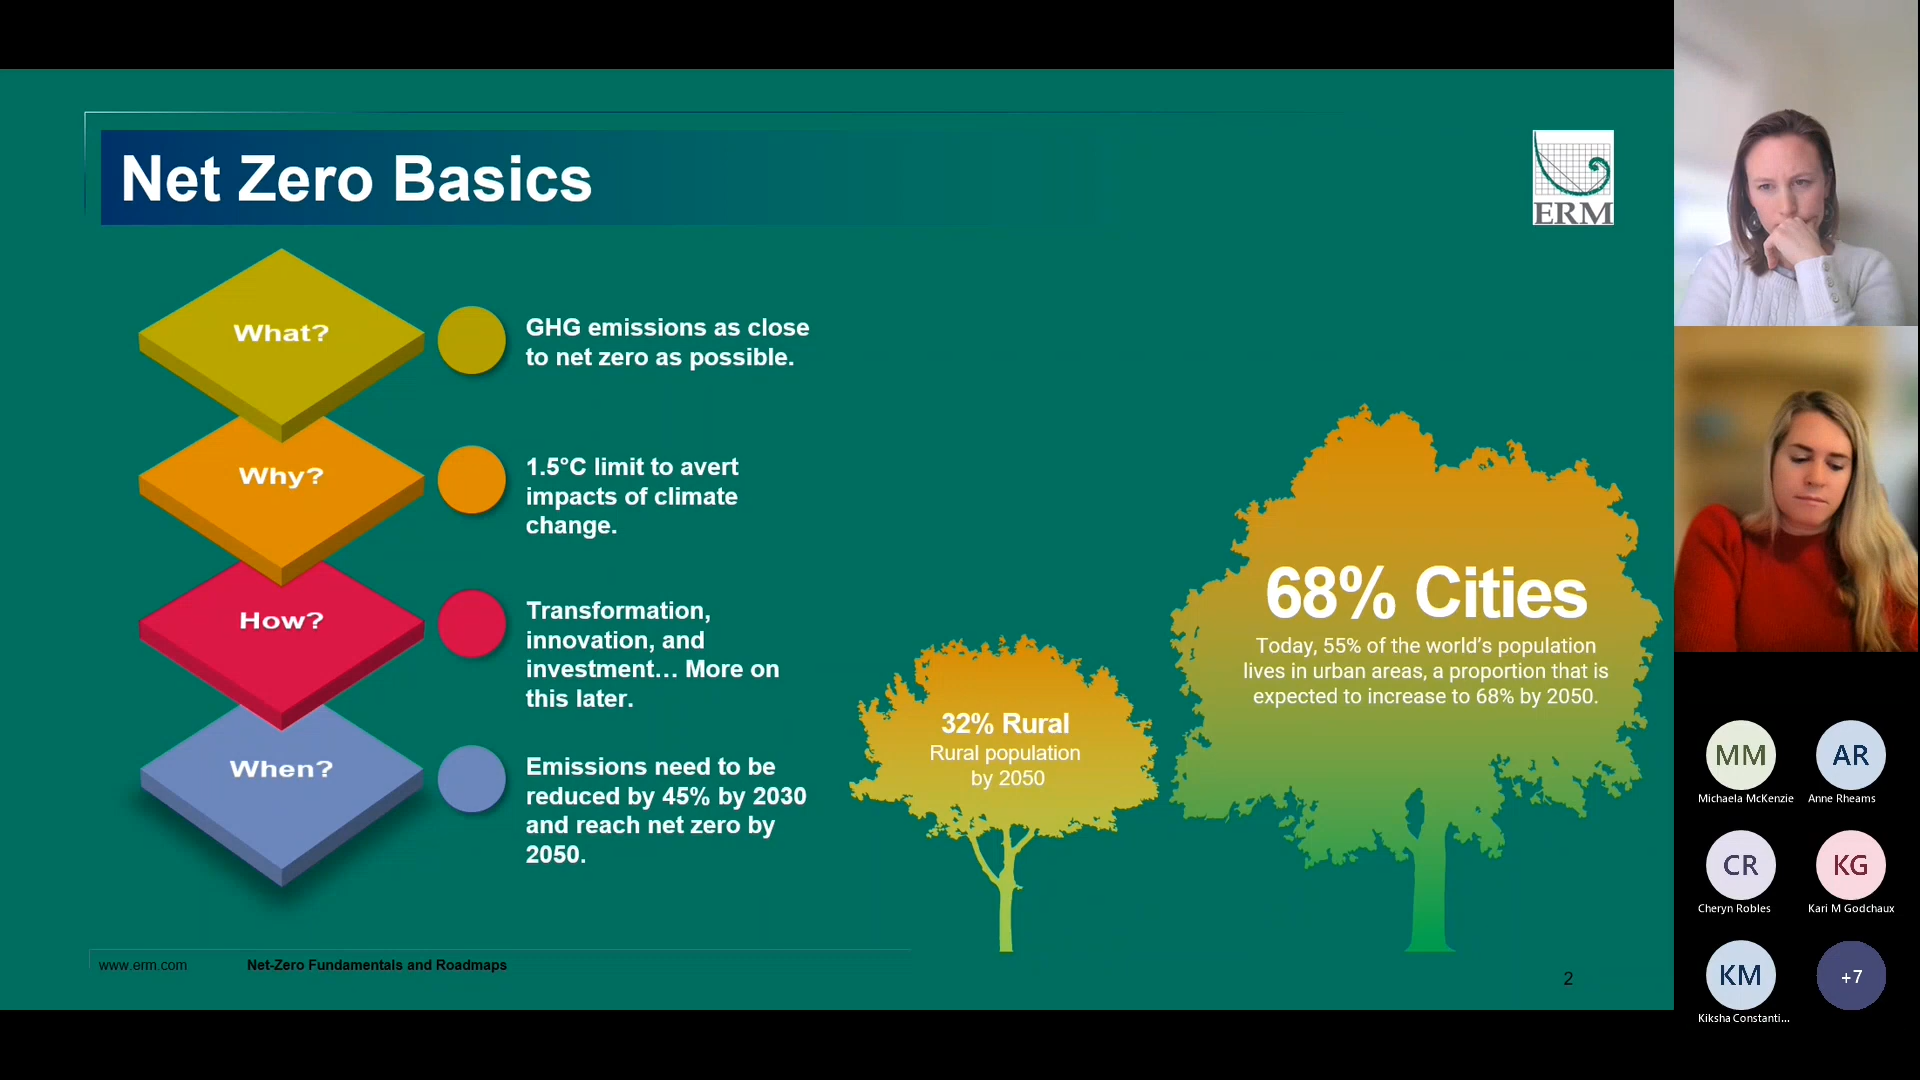 Net Zero Basics
ERM
What?
GHG emissions as close
to net zero as possible.
Why?
1.5°C limit to avert
impacts of climate
change.
How?
Transformation,
innovation, and
investment... More on
this later.
When?
Emissions need to be
reduced by 45% by 2030
and reach net zero by
2050.
32% Rural
Rural population
by 2050
68% Cities
Today, 55% of the world's population
lives in urban areas, a proportion that is
expected to increase to 68% by 2050.
www.erm.com
Net-Zero Fundamentals and Roadmaps
2
MM
Michaela McKenzie
AR
Anne Rheams
CR
Cheryn Robles
KG
Kari M Godchaux
KM
Kiksha Constanti...
+7